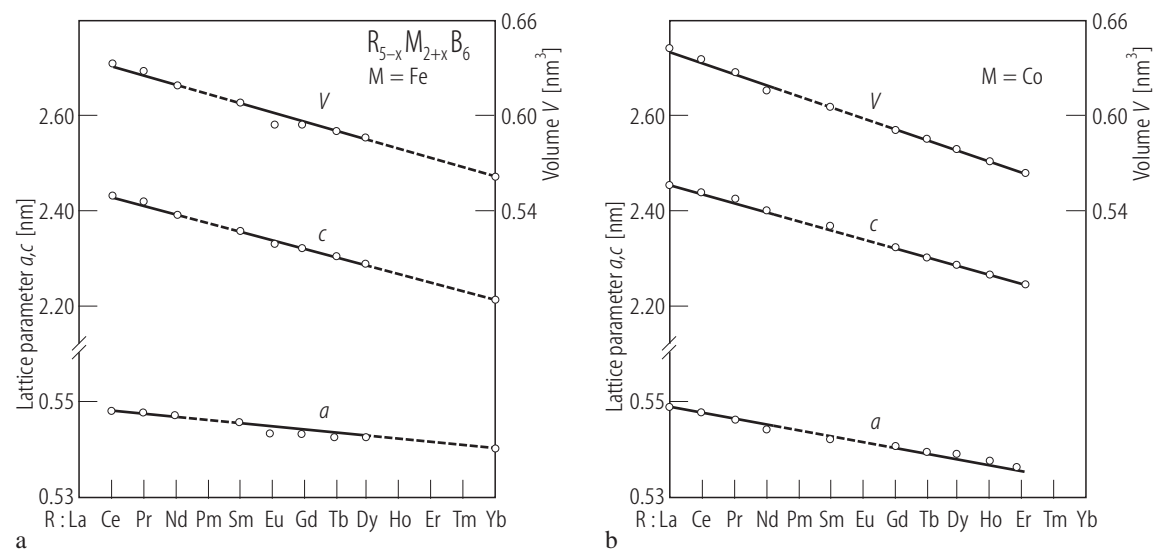 R₅₋ₓM₂₊ₓB₆
M = Fe
V
c
a
2.60
2.40
2.20
0.55
0.53
Lattice parameter a,c [nm]
0.66
0.60
0.54
Volume V [nm³]
R : La Ce Pr Nd Pm Sm Eu Gd Tb Dy Ho Er Tm Yb
a
M = Co
V
c
a
2.60
2.40
2.20
0.55
0.53
Lattice parameter a,c [nm]
0.66
0.60
0.54
Volume V [nm³]
R : La Ce Pr Nd Pm Sm Eu Gd Tb Dy Ho Er Tm Yb
b